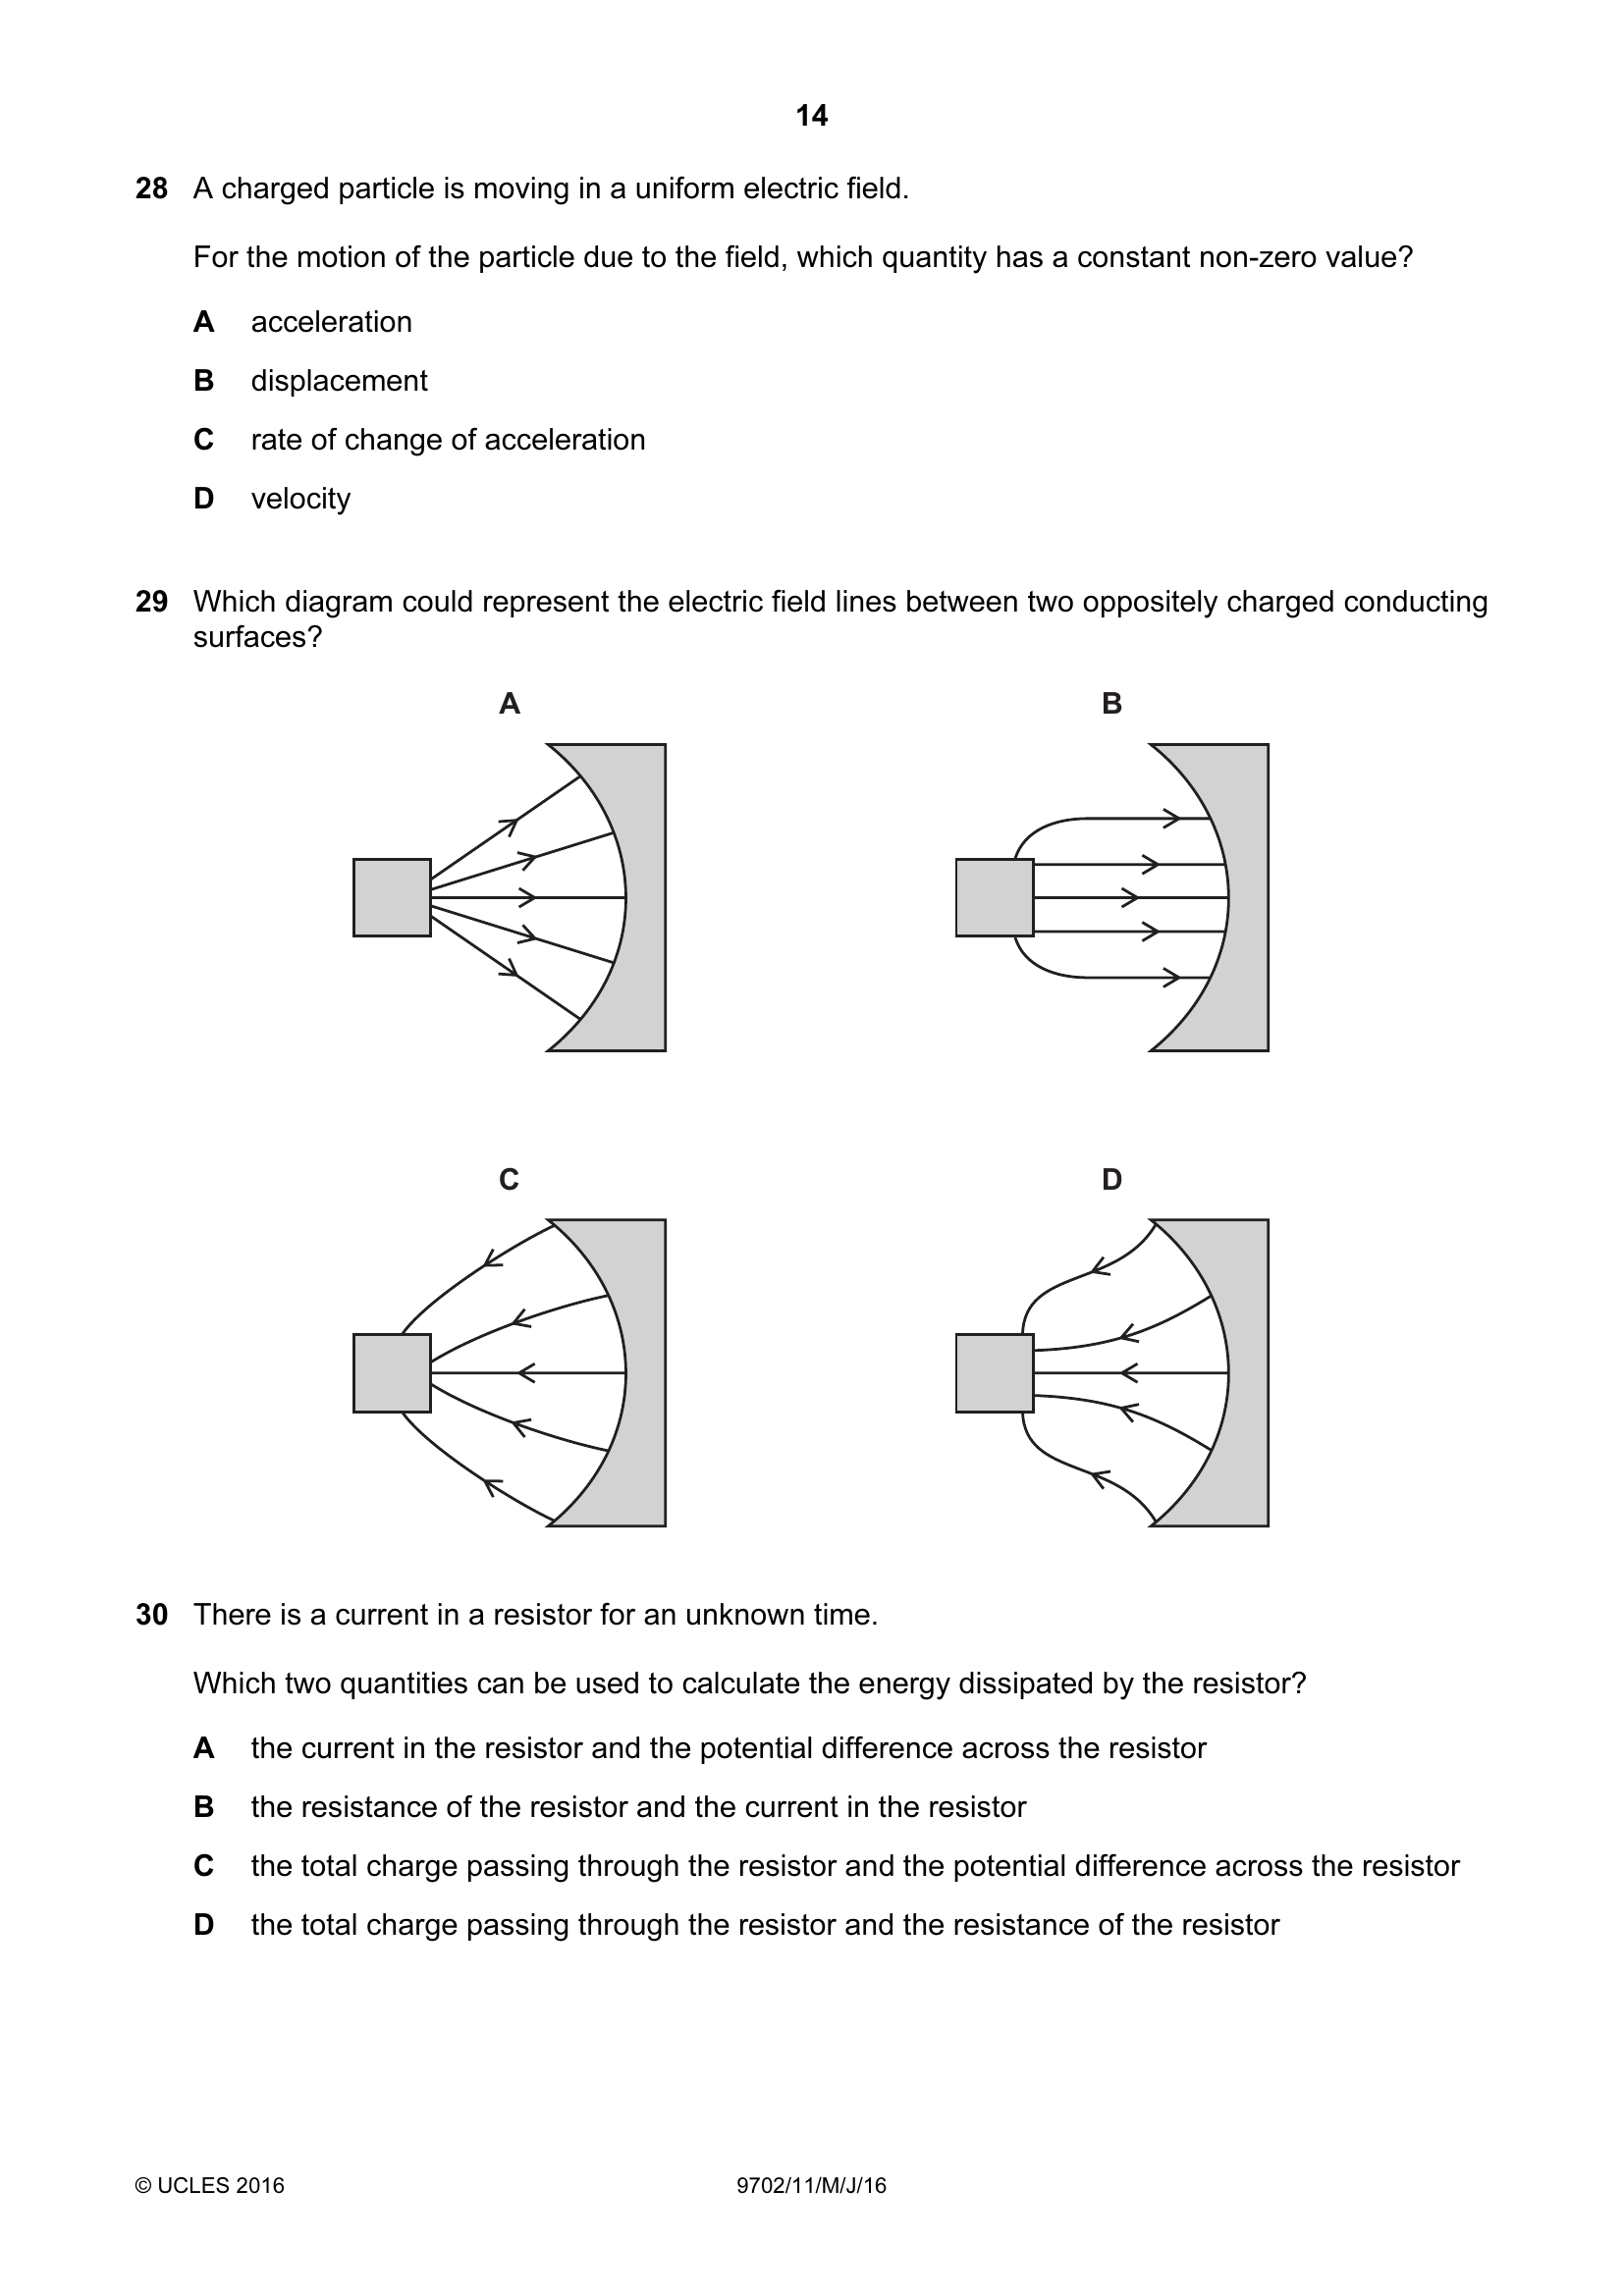 14
28 A charged particle is moving in a uniform electric field.
For the motion of the particle due to the field, which quantity has a constant non-zero value?
A acceleration
B displacement
C rate of change of acceleration
D velocity
29 Which diagram could represent the electric field lines between two oppositely charged conducting
surfaces?
A B
C D
30 There is a current in a resistor for an unknown time.
Which two quantities can be used to calculate the energy dissipated by the resistor?
A the current in the resistor and the potential difference across the resistor
B the resistance of the resistor and the current in the resistor
C the total charge passing through the resistor and the potential difference across the resistor
D the total charge passing through the resistor and the resistance of the resistor
© UCLES 2016 9702/11/M/J/16